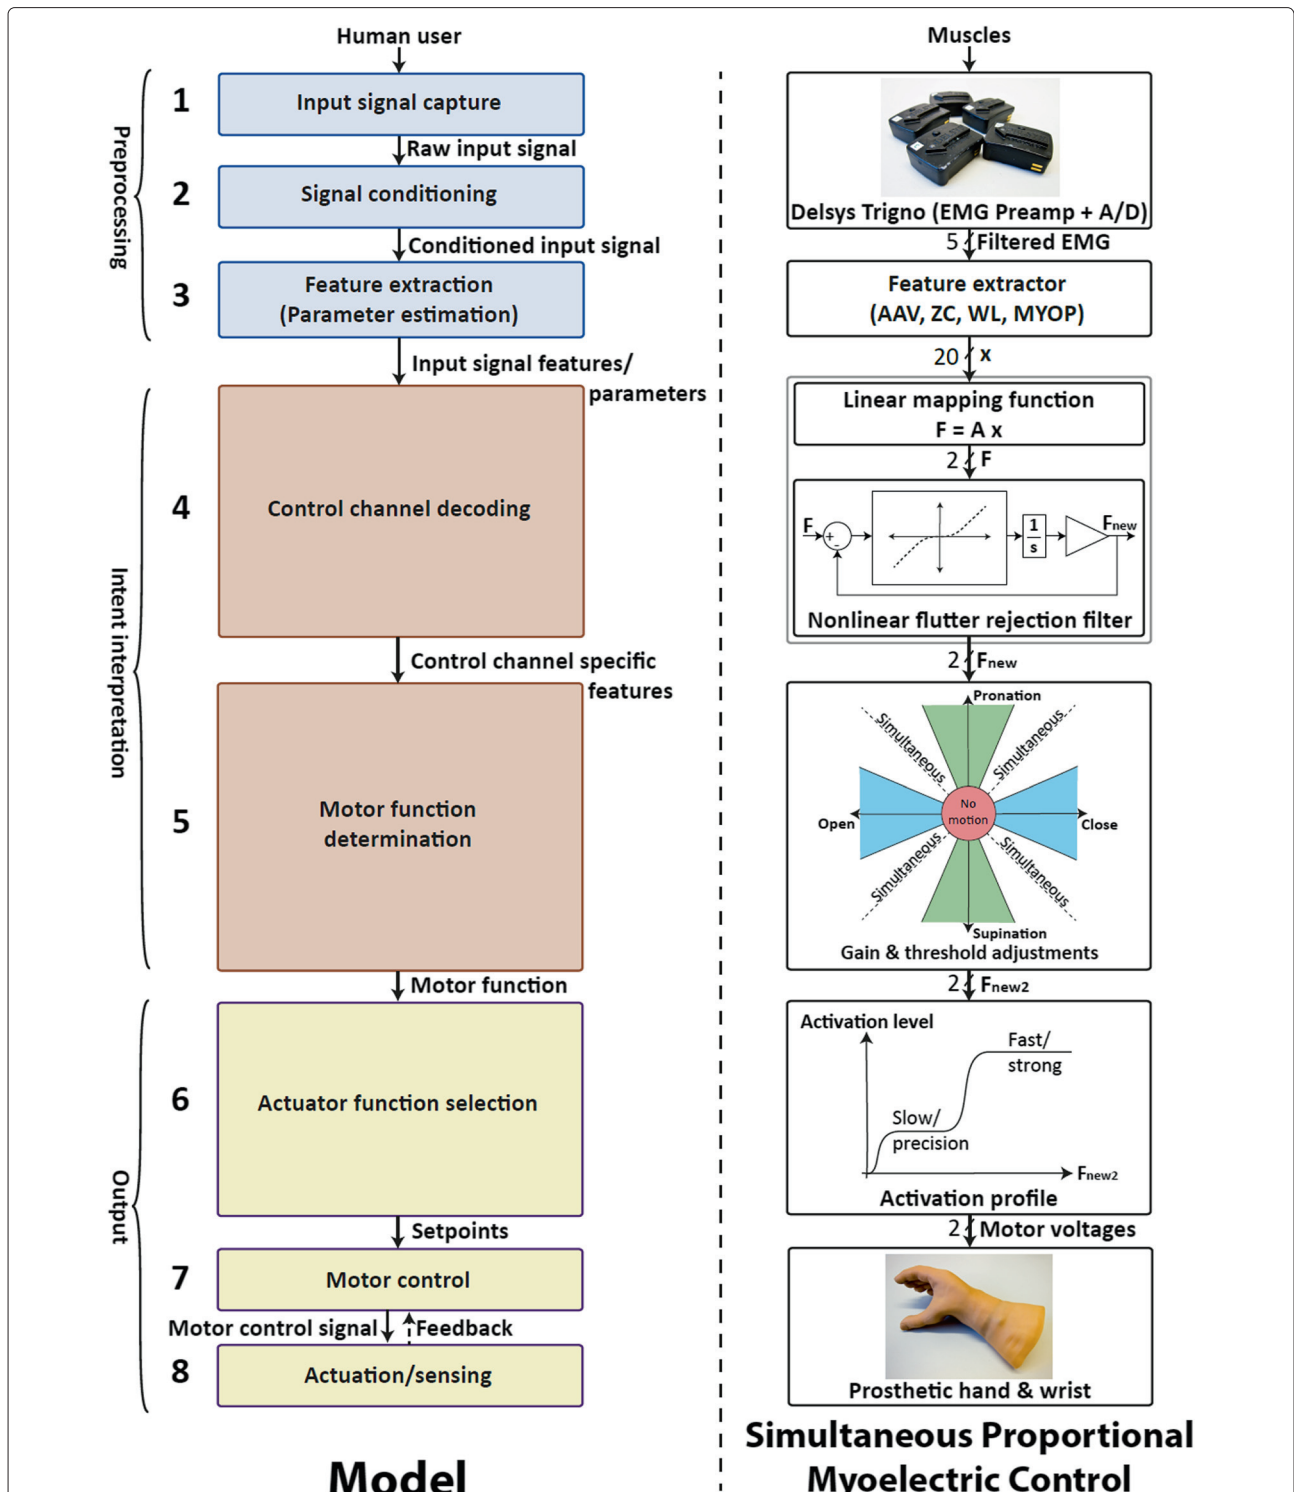 Human user
Preprocessing
1
Input signal capture
Raw input signal
2
Signal conditioning
Conditioned input signal
3
Feature extraction
(Parameter estimation)
Input signal features/
parameters
Intent interpretation
4
Control channel decoding
Control channel specific
features
5
Motor function
determination
Motor function
Output
6
Actuator function selection
Setpoints
7
Motor control
Motor control signal
Feedback
8
Actuation/sensing
Model
Muscles
Delsys Trigno (EMG Preamp + A/D)
5 Filtered EMG
Feature extractor
(AAV, ZC, WL, MYOP)
20 x
Linear mapping function
F = A x
2 F
F
+
-
1
s
Fnew
Nonlinear flutter rejection filter
2 Fnew
Pronation
Simultaneous
Simultaneous
No
motion
Open
Close
Simultaneous
Simultaneous
Supination
Gain & threshold adjustments
2 Fnew2
Activation level
Fast/
strong
Slow/
precision
Fnew2
Activation profile
2 Motor voltages
Prosthetic hand & wrist
Simultaneous Proportional
Myoelectric Control